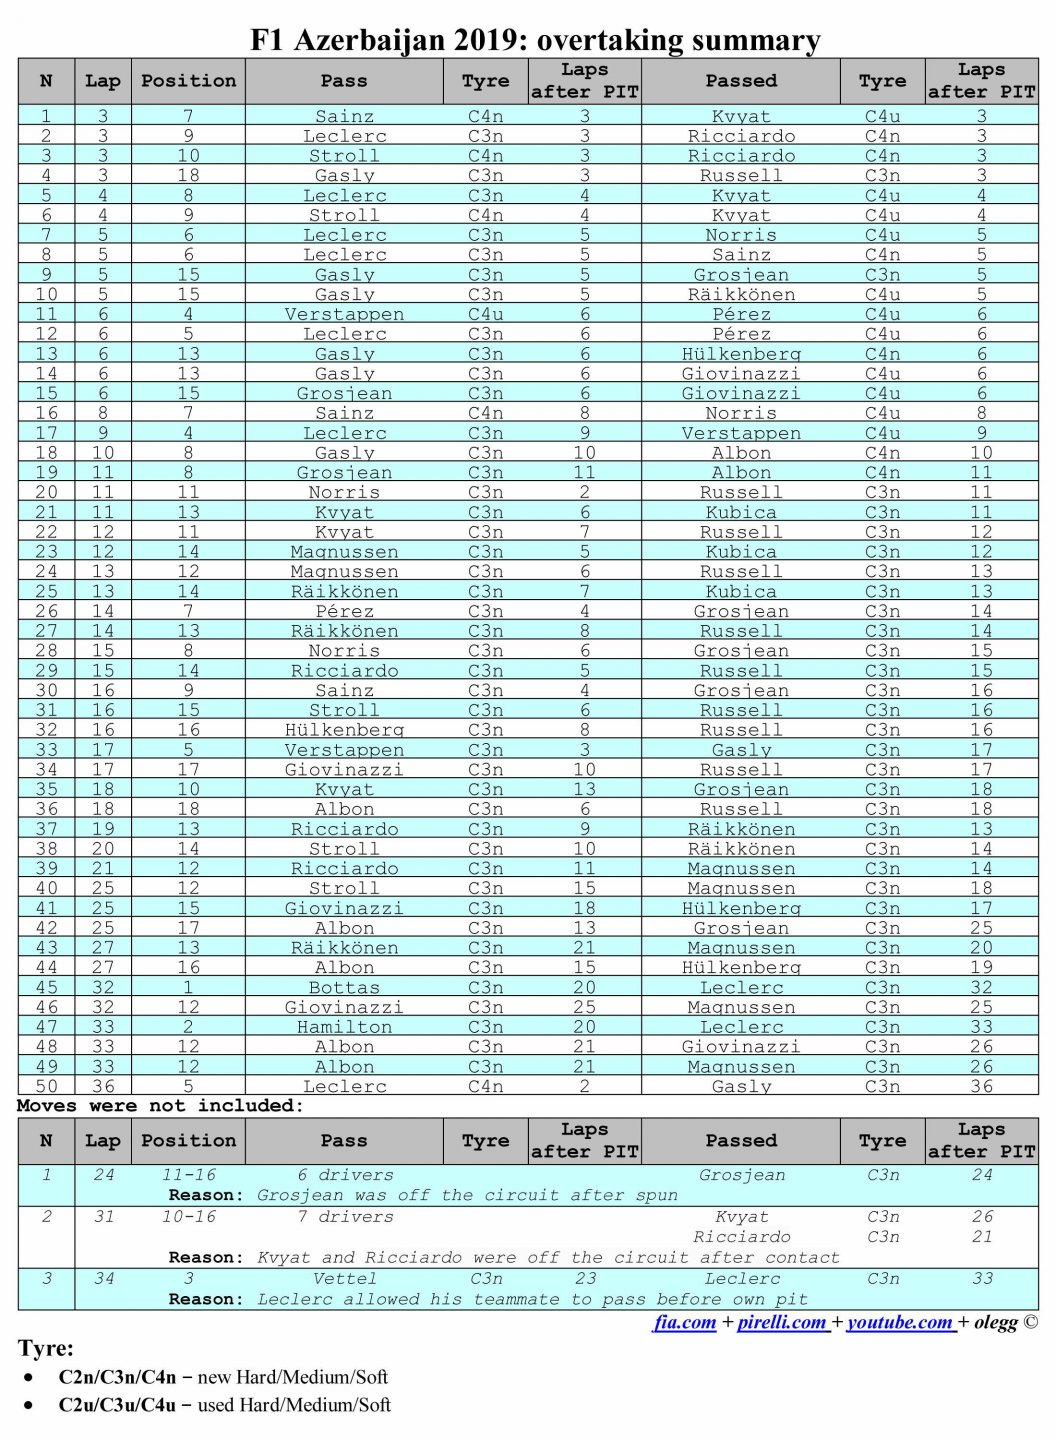 F1 Azerbaijan 2019: overtaking summary
N Lap Position Pass Tyre Laps after PIT Passed Tyre Laps after PIT
1 3 7 Sainz C4n 3 Kvyat C4u 3
2 3 9 Leclerc C3n 3 Ricciardo C4n 3
3 3 10 Stroll C4n 3 Ricciardo C4n 3
4 3 18 Gasly C3n 3 Russell C3n 3
5 4 8 Leclerc C3n 4 Kvyat C4u 4
6 4 9 Stroll C4n 4 Kvyat C4u 4
7 5 6 Leclerc C3n 5 Norris C4u 5
8 5 6 Leclerc C3n 5 Sainz C4n 5
9 5 15 Gasly C3n 5 Grosjean C3n 5
10 5 15 Gasly C3n 5 Räikkönen C4u 5
11 6 4 Verstappen C4u 6 Pérez C4u 6
12 6 5 Leclerc C3n 6 Pérez C4u 6
13 6 13 Gasly C3n 6 Hülkenberg C4n 6
14 6 13 Gasly C3n 6 Giovinazzi C4u 6
15 6 15 Grosjean C3n 6 Giovinazzi C4u 6
16 8 7 Sainz C4n 8 Norris C4u 8
17 9 4 Leclerc C3n 9 Verstappen C4u 9
18 10 8 Gasly C3n 10 Albon C4n 10
19 11 8 Grosjean C3n 11 Albon C4n 11
20 11 11 Norris C3n 2 Russell C3n 11
21 11 13 Kvyat C3n 6 Kubica C3n 11
22 12 11 Kvyat C3n 7 Russell C3n 12
23 12 14 Magnussen C3n 5 Kubica C3n 12
24 13 12 Magnussen C3n 6 Russell C3n 13
25 13 14 Räikkönen C3n 7 Kubica C3n 13
26 14 7 Pérez C3n 4 Grosjean C3n 14
27 14 13 Räikkönen C3n 8 Russell C3n 14
28 15 8 Norris C3n 6 Grosjean C3n 15
29 15 14 Ricciardo C3n 5 Russell C3n 15
30 16 9 Sainz C3n 4 Grosjean C3n 16
31 16 15 Stroll C3n 6 Russell C3n 16
32 16 16 Hülkenberg C3n 8 Russell C3n 16
33 17 5 Verstappen C3n 3 Gasly C3n 17
34 17 17 Giovinazzi C3n 10 Russell C3n 17
35 18 10 Kvyat C3n 13 Grosjean C3n 18
36 18 18 Albon C3n 6 Russell C3n 18
37 19 13 Ricciardo C3n 9 Räikkönen C3n 13
38 20 14 Stroll C3n 10 Räikkönen C3n 14
39 21 12 Ricciardo C3n 11 Magnussen C3n 14
40 25 12 Stroll C3n 15 Magnussen C3n 18
41 25 15 Giovinazzi C3n 18 Hülkenberg C3n 17
42 25 17 Albon C3n 13 Grosjean C3n 25
43 27 13 Räikkönen C3n 21 Magnussen C3n 20
44 27 16 Albon C3n 15 Hülkenberg C3n 19
45 32 1 Bottas C3n 20 Leclerc C3n 32
46 32 12 Giovinazzi C3n 25 Magnussen C3n 25
47 33 2 Hamilton C3n 20 Leclerc C3n 33
48 33 12 Albon C3n 21 Giovinazzi C3n 26
49 33 12 Albon C3n 21 Magnussen C3n 26
50 36 5 Leclerc C4n 2 Gasly C3n 36
Moves were not included:
N Lap Position Pass Tyre Laps after PIT Passed Tyre Laps after PIT
1 24 11-16 6 drivers Grosjean C3n 24
Reason: Grosjean was off the circuit after spun
2 31 10-16 7 drivers Kvyat C3n 26
Ricciardo C3n 21
Reason: Kvyat and Ricciardo were off the circuit after contact
3 34 3 Vettel C3n 23 Leclerc C3n 33
Reason: Leclerc allowed his teammate to pass before own pit
fia.com + pirelli.com + youtube.com + olegg ©
Tyre:
• C2n/C3n/C4n – new Hard/Medium/Soft
• C2u/C3u/C4u – used Hard/Medium/Soft